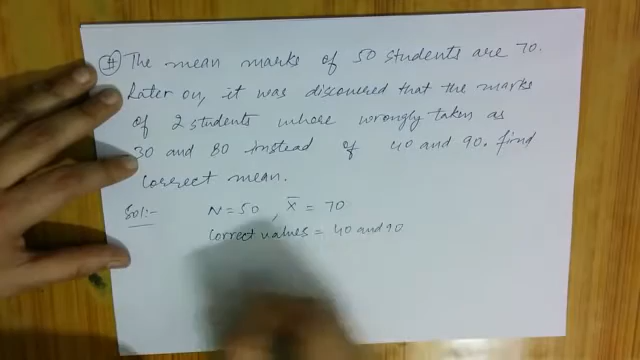 # The mean marks of 50 students are 70.
Later on, it was discovered that the marks
of 2 students whose wrongly taken as
30 and 80 instead of 40 and 90. find
correct mean.
Sol:- N = 50, X̄ = 70
Correct values = 40 and 90